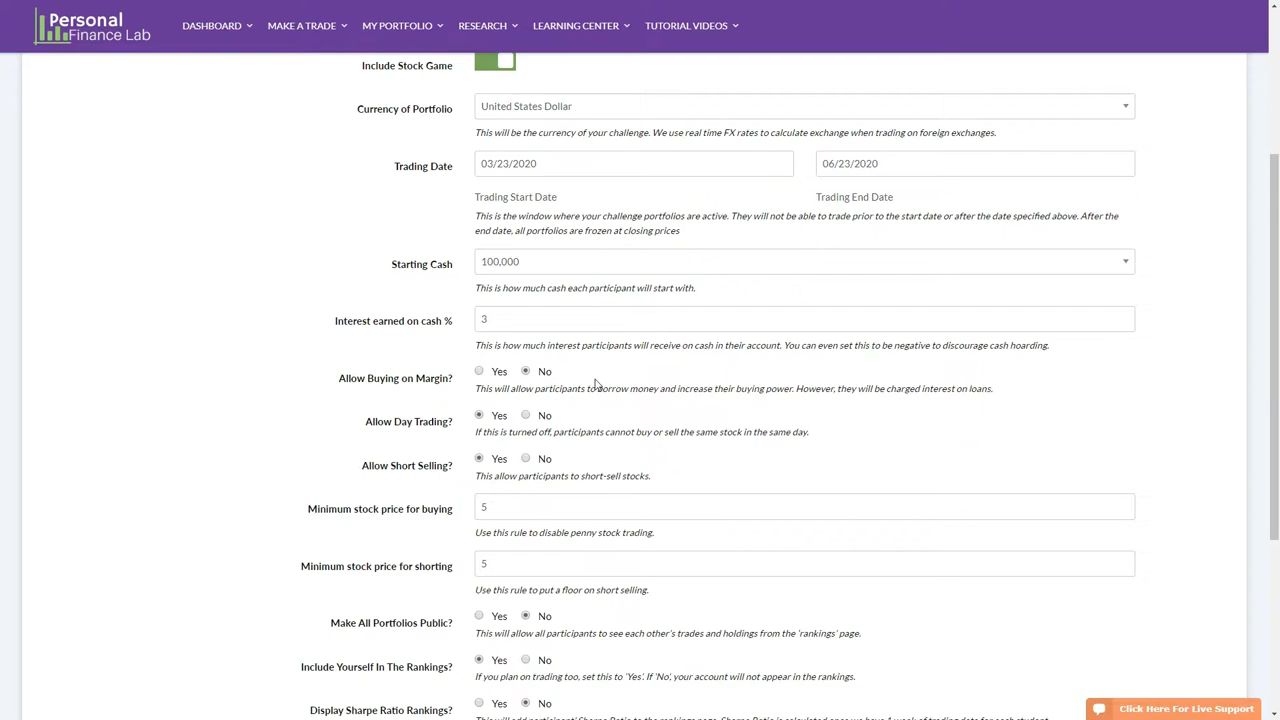 Personal
Finance Lab
DASHBOARD
MAKE A TRADE
MY PORTFOLIO
RESEARCH
LEARNING CENTER
TUTORIAL VIDEOS
Include Stock Game
Currency of Portfolio
United States Dollar
This will be the currency of your challenge. We use real time FX rates to calculate exchange when trading on foreign exchanges.
Trading Date
03/23/2020
06/23/2020
Trading Start Date
Trading End Date
This is the window where your challenge portfolios are active. They will not be able to trade prior to the start date or after the date specified above. After the
end date, all portfolios are frozen at closing prices
Starting Cash
100,000
This is how much cash each participant will start with.
Interest earned on cash %
3
This is how much interest participants will receive on cash in their account. You can even set this to be negative to discourage cash hoarding.
Allow Buying on Margin?
Yes No
This will allow participants to borrow money and increase their buying power. However, they will be charged interest on loans.
Allow Day Trading?
Yes No
If this is turned off, participants cannot buy or sell the same stock in the same day.
Allow Short Selling?
Yes No
This allow participants to short-sell stocks.
Minimum stock price for buying
5
Use this rule to disable penny stock trading.
Minimum stock price for shorting
5
Use this rule to put a floor on short selling.
Make All Portfolios Public?
Yes No
This will allow all participants to see each other's trades and holdings from the 'rankings' page.
Include Yourself In The Rankings?
Yes No
If you plan on trading too, set this to 'Yes'. If 'No', your account will not appear in the rankings.
Display Sharpe Ratio Rankings?
Yes No
Click Here For Live Support